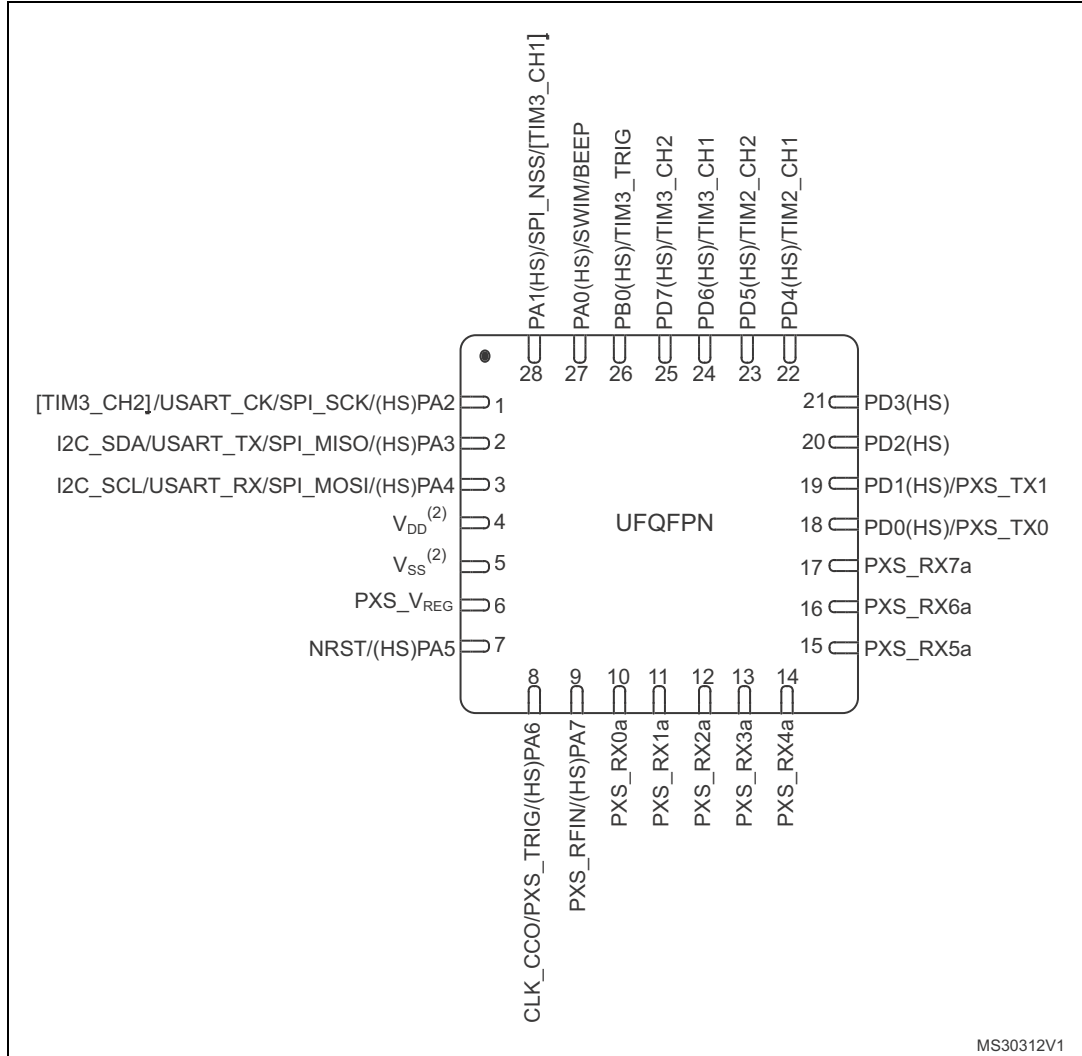 PA1(HS)/SPI_NSS/[TIM3_CH1]
PA0(HS)/SWIM/BEEP
PB0(HS)/TIM3_TRIG
PD7(HS)/TIM3_CH2
PD6(HS)/TIM3_CH1
PD5(HS)/TIM2_CH2
PD4(HS)/TIM2_CH1
28 27 26 25 24 23 22
[TIM3_CH2]/USART_CK/SPI_SCK/(HS)PA2 1
I2C_SDA/USART_TX/SPI_MISO/(HS)PA3 2
I2C_SCL/USART_RX/SPI_MOSI/(HS)PA4 3
VDD(2) 4
VSS(2) 5
PXS_VREG 6
NRST/(HS)PA5 7
UFQFPN
21 PD3(HS)
20 PD2(HS)
19 PD1(HS)/PXS_TX1
18 PD0(HS)/PXS_TX0
17 PXS_RX7a
16 PXS_RX6a
15 PXS_RX5a
8 9 10 11 12 13 14
CLK_CCO/PXS_TRIG/(HS)PA6
PXS_RFIN/(HS)PA7
PXS_RX0a
PXS_RX1a
PXS_RX2a
PXS_RX3a
PXS_RX4a
MS30312V1